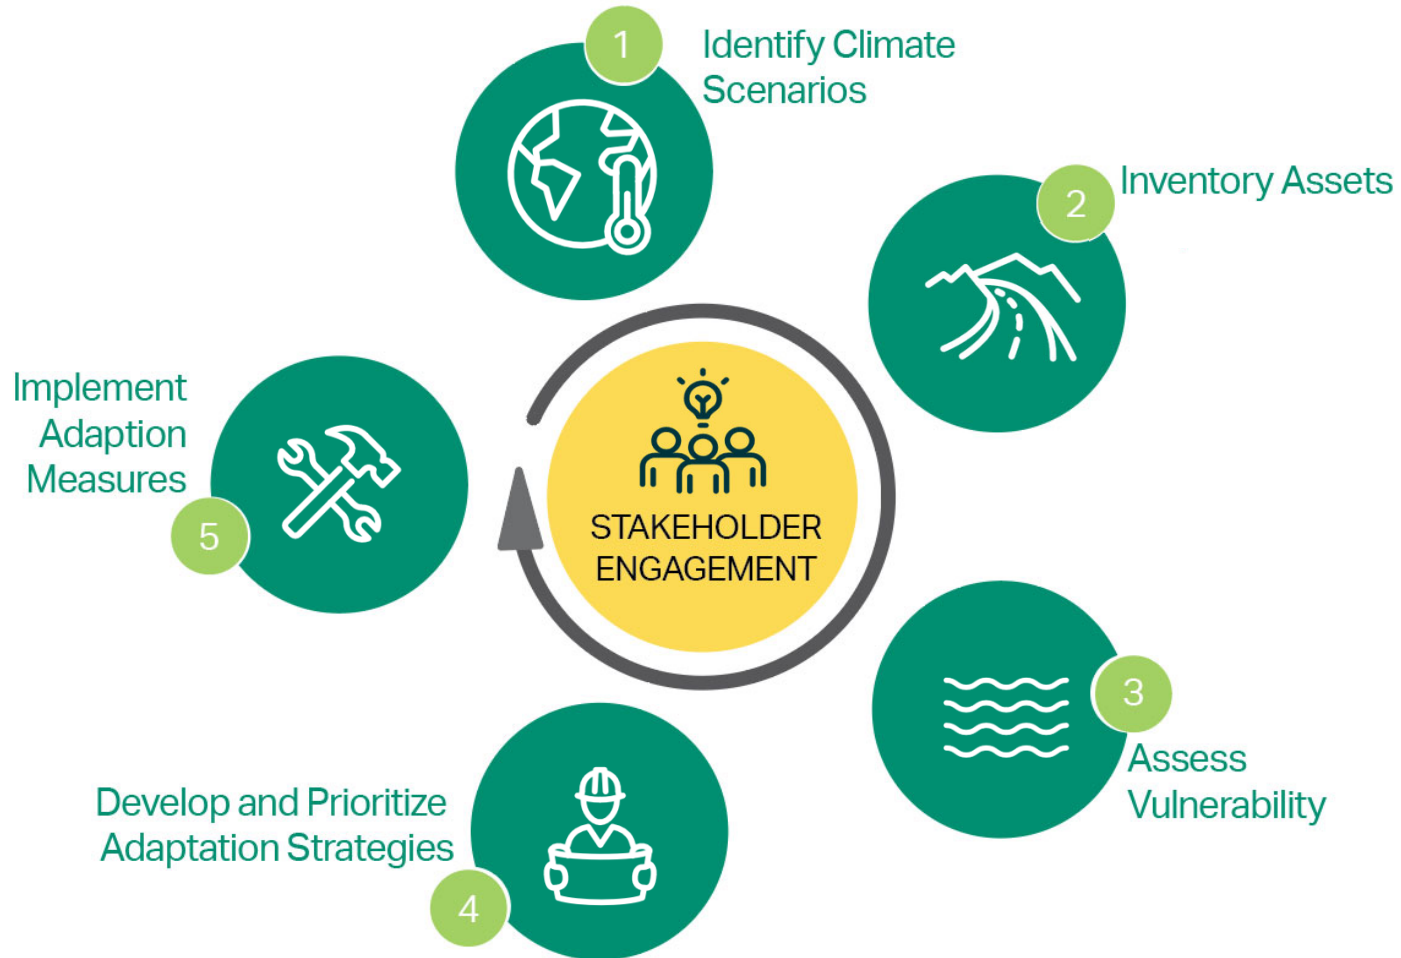 1
Identify Climate
Scenarios
2
Inventory Assets
3
Assess
Vulnerability
4
Develop and Prioritize
Adaptation Strategies
5
Implement
Adaption
Measures
STAKEHOLDER
ENGAGEMENT